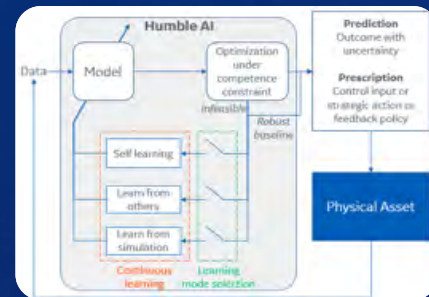 Humble AI
Data
Model
Optimization
under
competence
constraint
Prediction
Outcome with
uncertainty
Prescription
Control input or
strategic action or
feedback policy
infeasible
Robust
baseline
Self learning
Learn from
others
Learn from
simulation
Physical Asset
Continuous
learning
Learning
mode selection